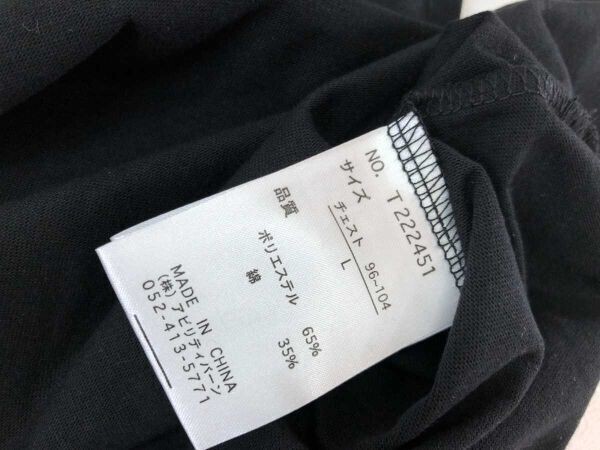 NO. T222451
サイズ チェスト 96~104
L
品質 ポリエステル 65%
綿 35%
MADE IN CHINA
(株)アビリティバーン
052-413-5771